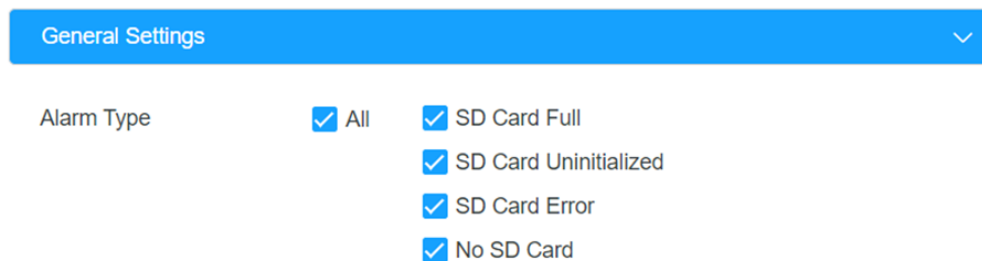 General Settings
Alarm Type All SD Card Full
SD Card Uninitialized
SD Card Error
No SD Card